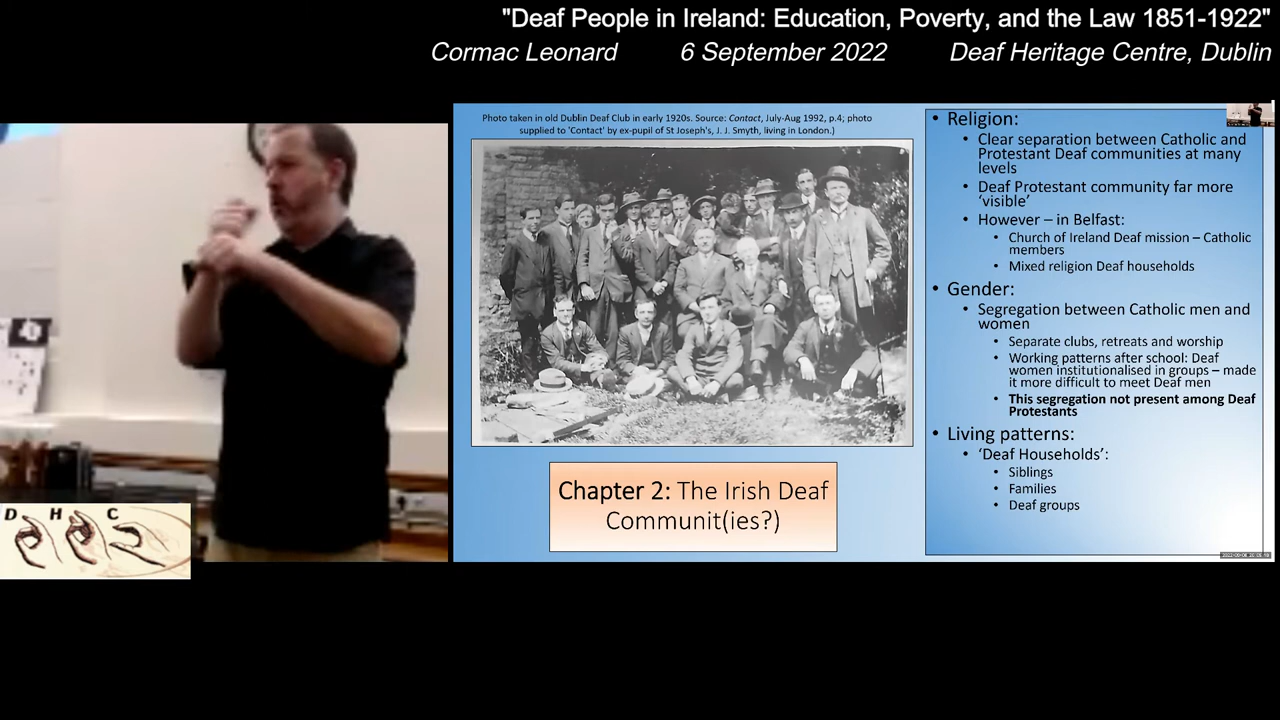 "Deaf People in Ireland: Education, Poverty, and the Law 1851-1922"
Cormac Leonard 6 September 2022 Deaf Heritage Centre, Dublin
Photo taken in old Dublin Deaf Club in early 1920s. Source: Contact, July-Aug 1992, p.4; photo
supplied to 'Contact' by ex-pupil of St Joseph's, J. J. Smyth, living in London.)
Chapter 2: The Irish Deaf
Communit(ies?)
• Religion:
• Clear separation between Catholic and
Protestant Deaf communities at many
levels
• Deaf Protestant community far more
'visible'
• However – in Belfast:
• Church of Ireland Deaf mission – Catholic
members
• Mixed religion Deaf households
• Gender:
• Segregation between Catholic men and
women
• Separate clubs, retreats and worship
• Working patterns after school: Deaf
women institutionalised in groups – made
it more difficult to meet Deaf men
• This segregation not present among Deaf
Protestants
• Living patterns:
• 'Deaf Households':
• Siblings
• Families
• Deaf groups
D H C